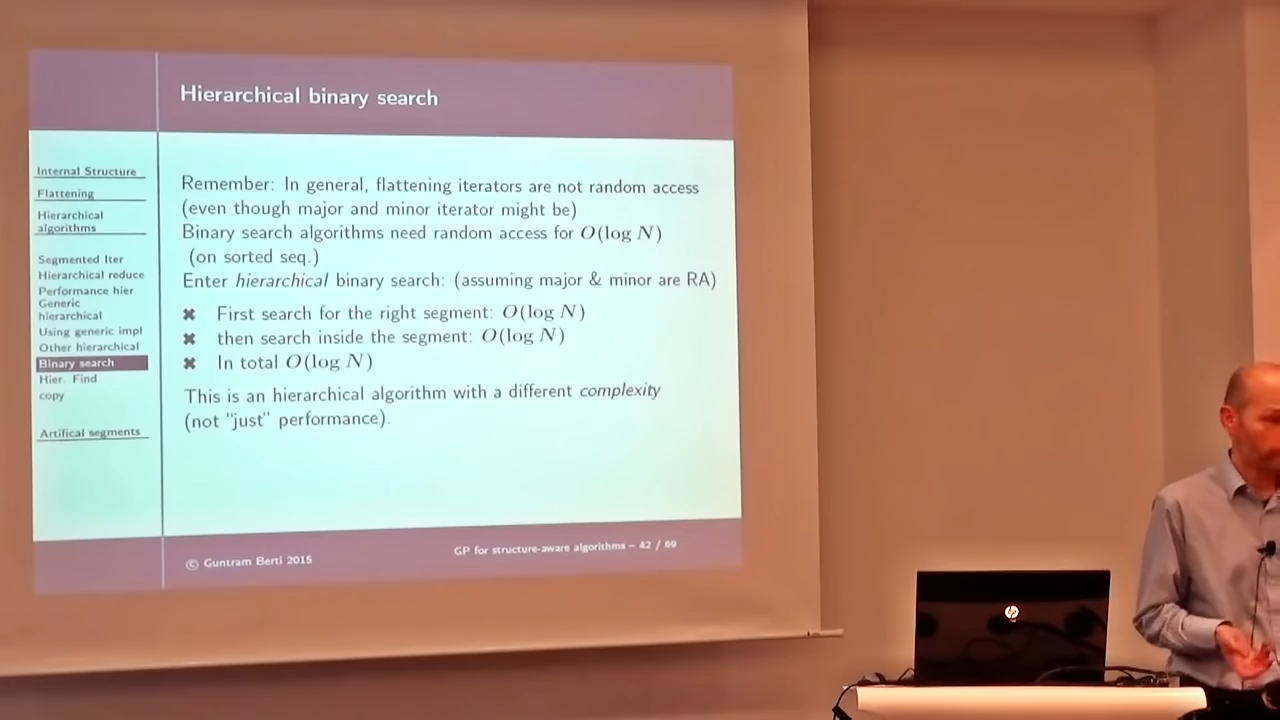 Hierarchical binary search
Internal Structure
Flattening
Hierarchical
algorithms
Segmented Iter
Hierarchical reduce
Performance hier.
Generic
hierarchical
Using generic impl
Other hierarchical
Binary search
Hier. Find
copy
Artifical segments
Remember: In general, flattening iterators are not random access
(even though major and minor iterator might be)
Binary search algorithms need random access for O(log N)
(on sorted seq.)
Enter hierarchical binary search: (assuming major & minor are RA)
✖ First search for the right segment: O(log N)
✖ then search inside the segment: O(log N)
✖ In total O(log N)
This is an hierarchical algorithm with a different complexity
(not "just" performance).
© Guntram Berti 2015
GP for structure-aware algorithms – 42 / 69
hp